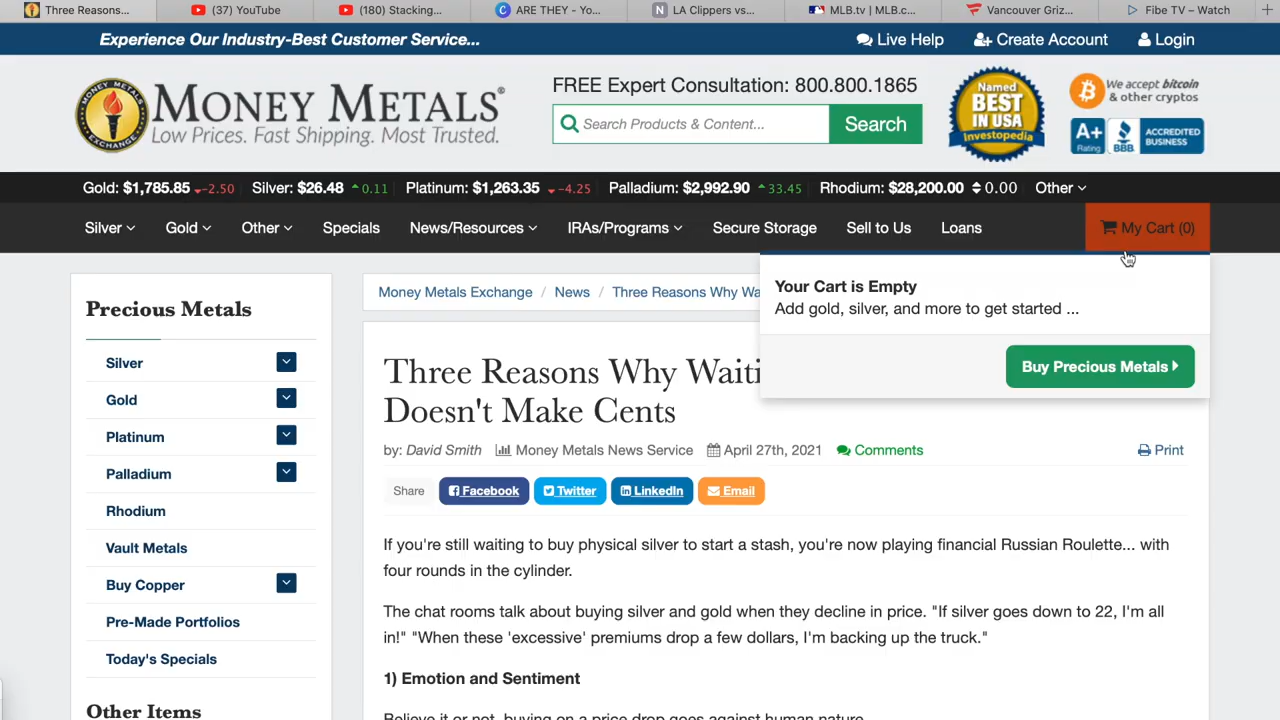 Three Reasons...
(37) YouTube
(180) Stacking...
ARE THEY - Yo...
LA Clippers vs...
MLB.tv | MLB.c...
Vancouver Griz...
Fibe TV – Watch
Experience Our Industry-Best Customer Service...
Live Help
Create Account
Login
MONEY METALS®
Low Prices. Fast Shipping. Most Trusted.
MONEY METALS EXCHANGE
FREE Expert Consultation: 800.800.1865
Search Products & Content...
Search
Named
BEST
IN USA
Investopedia
We accept bitcoin
& other cryptos
A+
Rating
BBB
ACCREDITED
BUSINESS
Gold: $1,785.85 -2.50 Silver: $26.48 0.11 Platinum: $1,263.35 -4.25 Palladium: $2,992.90 33.45 Rhodium: $28,200.00 0.00 Other
Silver Gold Other Specials News/Resources IRAs/Programs Secure Storage Sell to Us Loans My Cart (0)
Your Cart is Empty
Add gold, silver, and more to get started ...
Buy Precious Metals
Precious Metals
Silver
Gold
Platinum
Palladium
Rhodium
Vault Metals
Buy Copper
Pre-Made Portfolios
Today's Specials
Other Items
Money Metals Exchange / News / Three Reasons Why Wa
Three Reasons Why Waiti
Doesn't Make Cents
by: David Smith Money Metals News Service April 27th, 2021 Comments Print
Share Facebook Twitter LinkedIn Email
If you're still waiting to buy physical silver to start a stash, you're now playing financial Russian Roulette... with
four rounds in the cylinder.
The chat rooms talk about buying silver and gold when they decline in price. "If silver goes down to 22, I'm all
in!" "When these 'excessive' premiums drop a few dollars, I'm backing up the truck."
1) Emotion and Sentiment
Believe it or not, buying on a price drop goes against human nature.